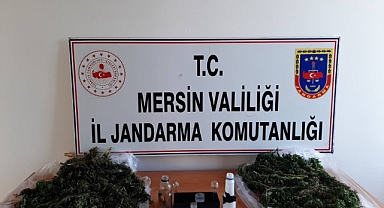 T.C.
MERSİN VALİLİĞİ
İL JANDARMA KOMUTANLIĞI